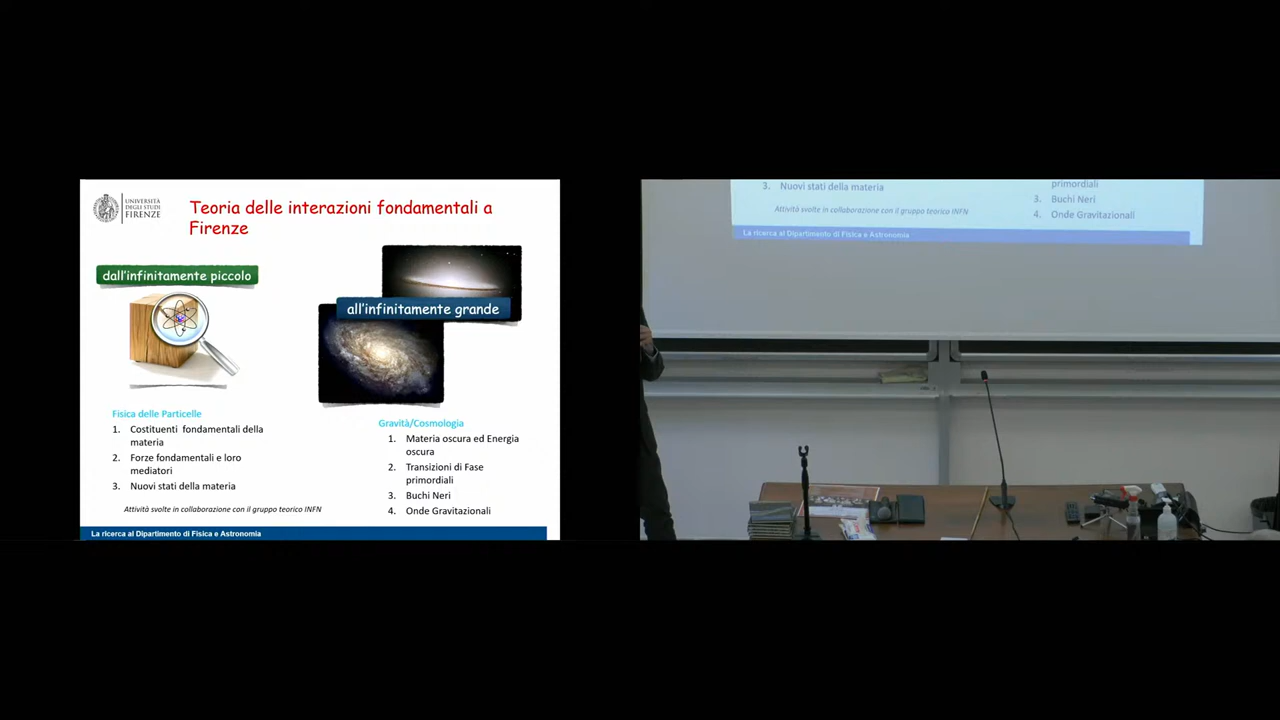 UNIVERSITÀ
DEGLI STUDI
FIRENZE
Teoria delle interazioni fondamentali a
Firenze
dall'infinitamente piccolo
all'infinitamente grande
Fisica delle Particelle
1. Costituenti fondamentali della
materia
2. Forze fondamentali e loro
mediatori
3. Nuovi stati della materia
Attività svolte in collaborazione con il gruppo teorico INFN
Gravità/Cosmologia
1. Materia oscura ed Energia
oscura
2. Transizioni di Fase
primordiali
3. Buchi Neri
4. Onde Gravitazionali
La ricerca al Dipartimento di Fisica e Astronomia
3. Nuovi stati della materia
Attività svolte in collaborazione con il gruppo teorico INFN
primordiali
3. Buchi Neri
4. Onde Gravitazionali
La ricerca al Dipartimento di Fisica e Astronomia